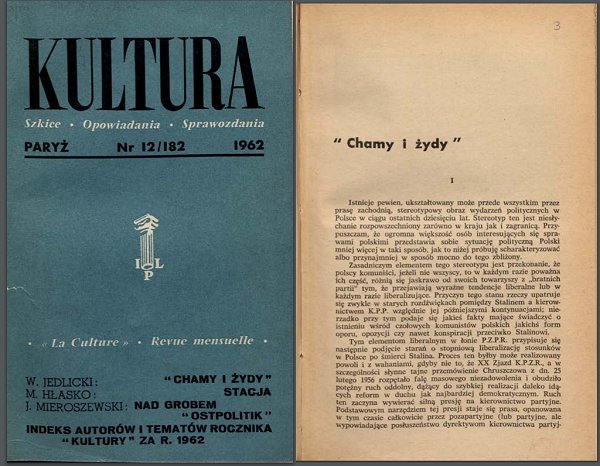 KULTURA
Szkice • Opowiadania • Sprawozdania
PARYŻ Nr 12/182 1962
I L
P
• « La Culture » • Revue mensuelle •
W. JEDLICKI: "CHAMY I ŻYDY"
M. HŁASKO: STACJA
J. MIEROSZEWSKI: NAD GROBEM
"OSTPOLITIK"
INDEKS AUTORÓW I TEMATÓW ROCZNIKA
"KULTURY" ZA R. 1962
3
" Chamy i żydy "
I
Istnieje pewien, ukształtowany może przede wszystkim przez
prasę zachodnią, stereotypowy obraz wydarzeń politycznych w
Polsce w ciągu ostatnich dziesięciu lat. Stereotyp ten jest niesły-
chanie rozpowszechniony zarówno w kraju jak i zagranicą. Przy-
puszczam, że ogromna większość osób interesujących się spra-
wami polskimi przedstawia sobie sytuację polityczną Polski
mniej więcej w taki sposób, jak to niżej próbuję scharakteryzować
albo przynajmniej w sposób mocno do tego zbliżony.
Zasadniczym elementem tego stereotypu jest przekonanie, że
polscy komuniści, jeżeli nie wszyscy, to w każdym razie poważna
ich część, różnią się jaskrawo od swoich towarzyszy z „bratnich
partii" tym, że przejawiają wyraźne tendencje liberalne lub w
każdym razie liberalizujące. Przyczyn tego stanu rzeczy upatruje
się zwykle w starych rozdźwiękach pomiędzy Stalinem a kierow-
nictwem K.P.P. względnie jej późniejszymi kontynuacjami; nie-
rzadko przy tym podaje się jakieś fakty mające świadczyć o
istnieniu wśród czołowych komunistów polskich jakichś form
oporu, opozycji czy nawet konspiracji przeciwko Stalinowi.
Tym elementom liberalnym w łonie P.Z.P.R. przypisuje się
następnie podjęcie starań o stopniową liberalizację stosunków
w Polsce po śmierci Stalina. Proces ten byłby może realizowany
powoli i z wahaniami, gdyby nie to, że XX Zjazd K.P.Z.R., a w
szczególności słynne tajne przemówienie Chruszczowa z dn. 25
lutego 1956 rozpętało falę masowego niezadowolenia i obudziło
potężny ruch oddolny, dążący do szybkiej realizacji daleko idą-
cych reform w duchu jak najbardziej demokratycznym. Ruch
ten zaczyna wywierać silną presję na kierownictwo partyjne.
Podstawowym narzędziem tej presji staje się prasa, opanowana
w tym czasie całkowicie przez pozapartyjne (lub partyjne, ale
wypowiadające posłuszeństwo dyrektywom kierownictwa partyj-